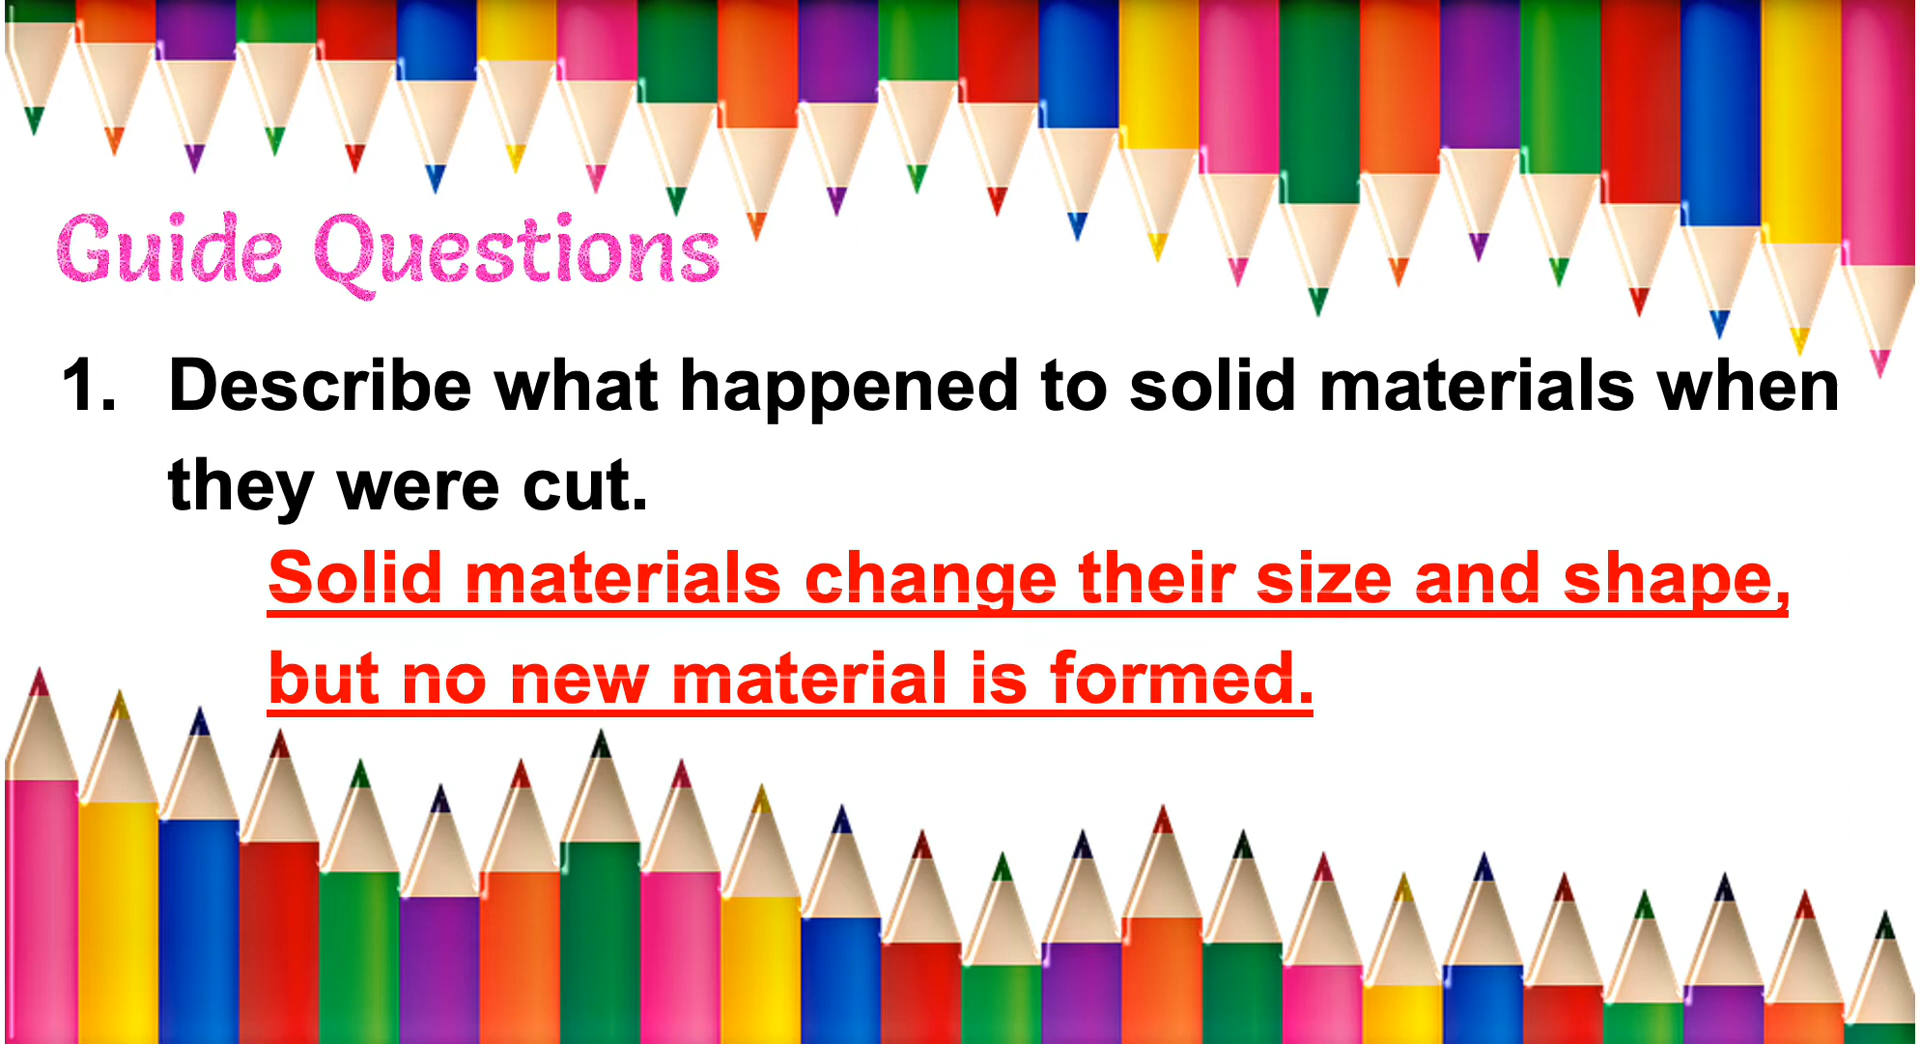 Guide Questions
1. Describe what happened to solid materials when
they were cut.
Solid materials change their size and shape,
but no new material is formed.